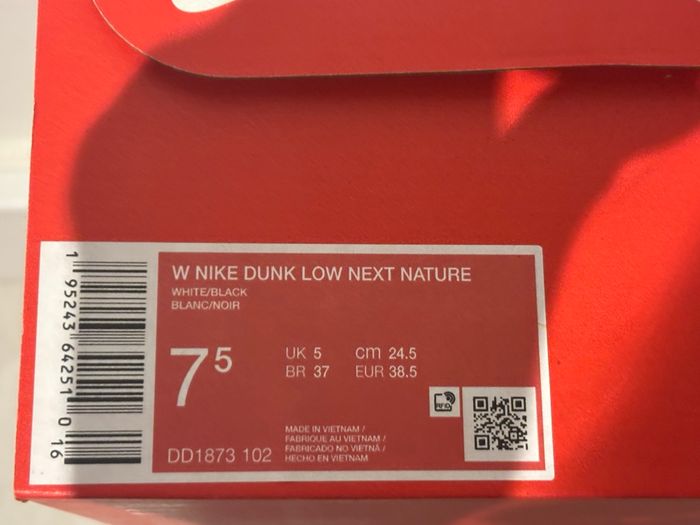 W NIKE DUNK LOW NEXT NATURE
WHITE/BLACK
BLANC/NOIR
7 5
UK 5 cm 24.5
BR 37 EUR 38.5
RFID
MADE IN VIETNAM /
FABRIQUE AU VIETNAM /
FABRICADO NO VIETNÃ /
HECHO EN VIETNAM
DD1873 102
1 95243 64251 0 16